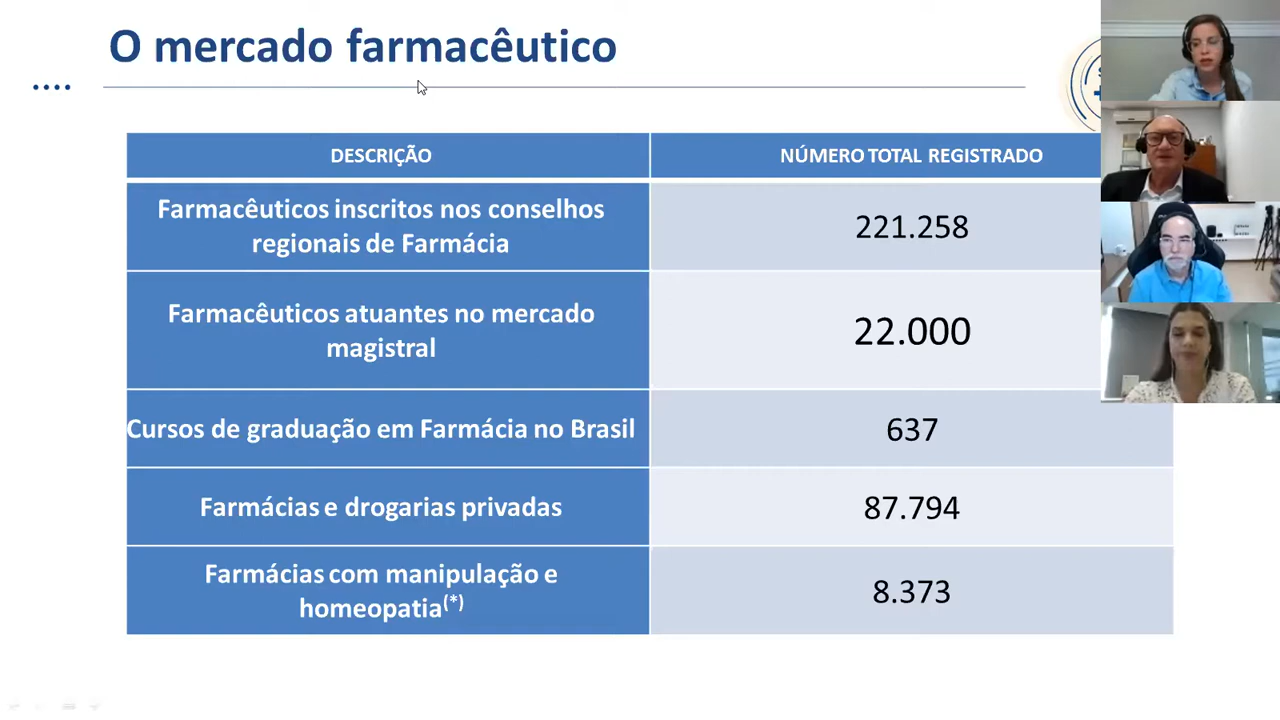 O mercado farmacêutico
DESCRIÇÃO
NÚMERO TOTAL REGISTRADO
Farmacêuticos inscritos nos conselhos
regionais de Farmácia
221.258
Farmacêuticos atuantes no mercado
magistral
22.000
Cursos de graduação em Farmácia no Brasil
637
Farmácias e drogarias privadas
87.794
Farmácias com manipulação e
homeopatia(*)
8.373